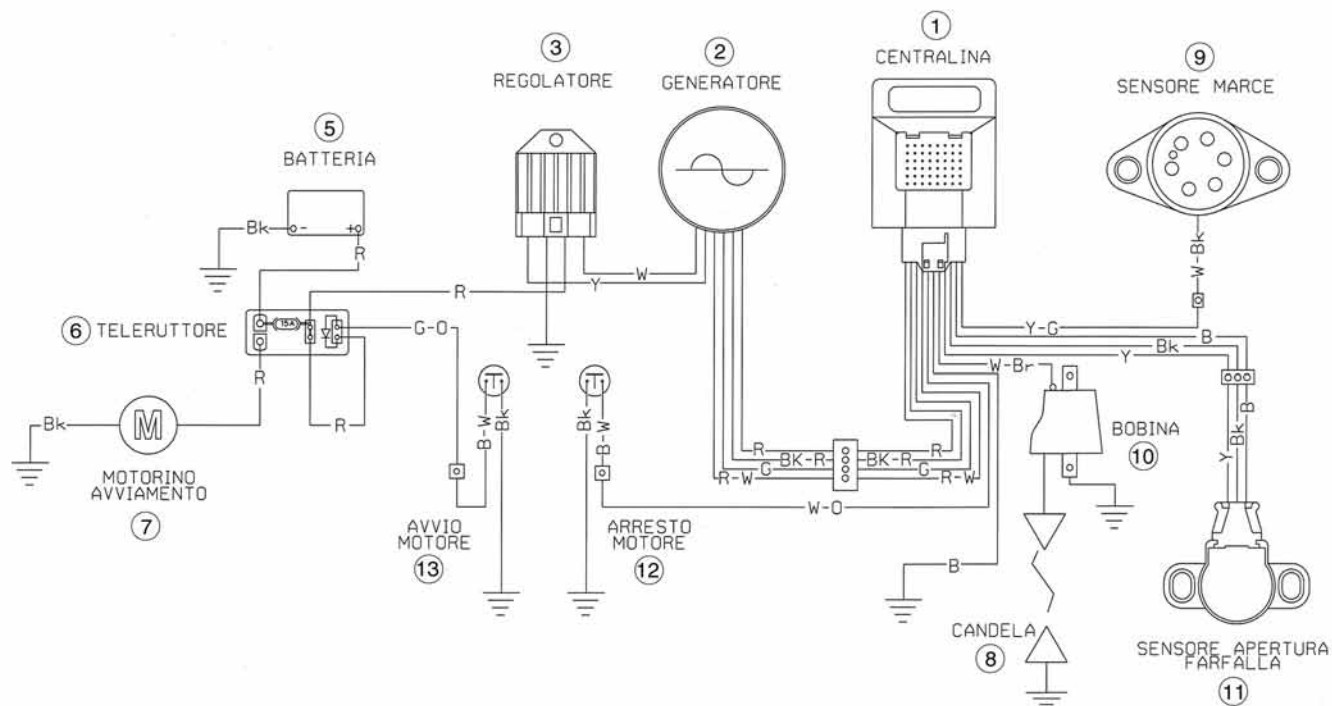 1
CENTRALINA
2
GENERATORE
3
REGOLATORE
9
SENSORE MARCE
5
BATTERIA
Bk
-
+
R
W
Y
R
W-Bk
6 TELERUTTORE
15A
G-O
R
R
Bk
M
MOTORINO
AVVIAMENTO
7
B-W
Bk
Bk
B-W
AVVIO
MOTORE
13
ARRESTO
MOTORE
12
R
BK-R
G
R-W
R
BK-R
G
R-W
W-O
B
Y-G
B
Bk
Y
W-Br
BOBINA
10
Y
Bk
B
CANDELA
8
SENSORE APERTURA
FARFALLA
11